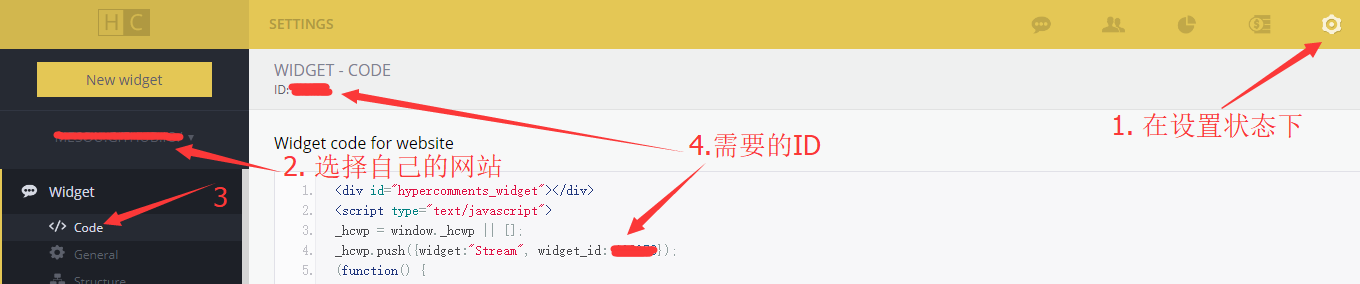 HC
SETTINGS
New widget
WIDGET - CODE
ID:
1. 在设置状态下
Widget code for website
4.需要的ID
2. 选择自己的网站
Widget
3
Code
General
Structure
1. <div id="hypercomments_widget"></div>
2. <script type="text/javascript">
3. _hcwp = window._hcwp || [];
4. _hcwp.push({widget:"Stream", widget_id: });
5. (function() {